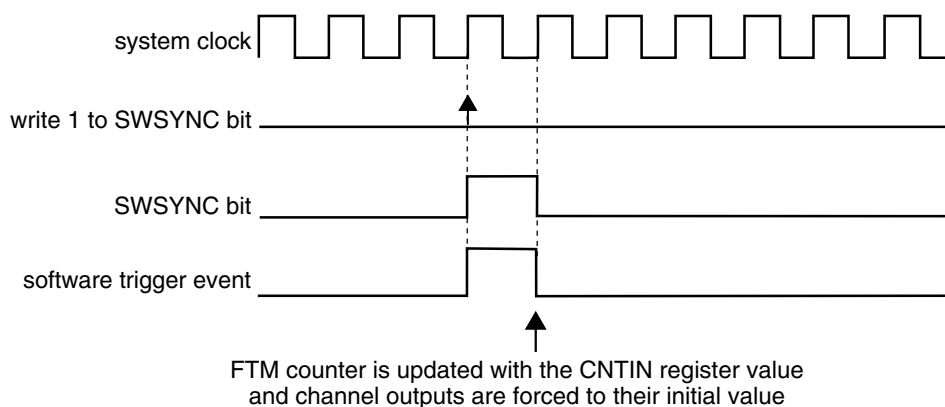 system clock
write 1 to SWSYNC bit
SWSYNC bit
software trigger event
FTM counter is updated with the CNTIN register value
and channel outputs are forced to their initial value